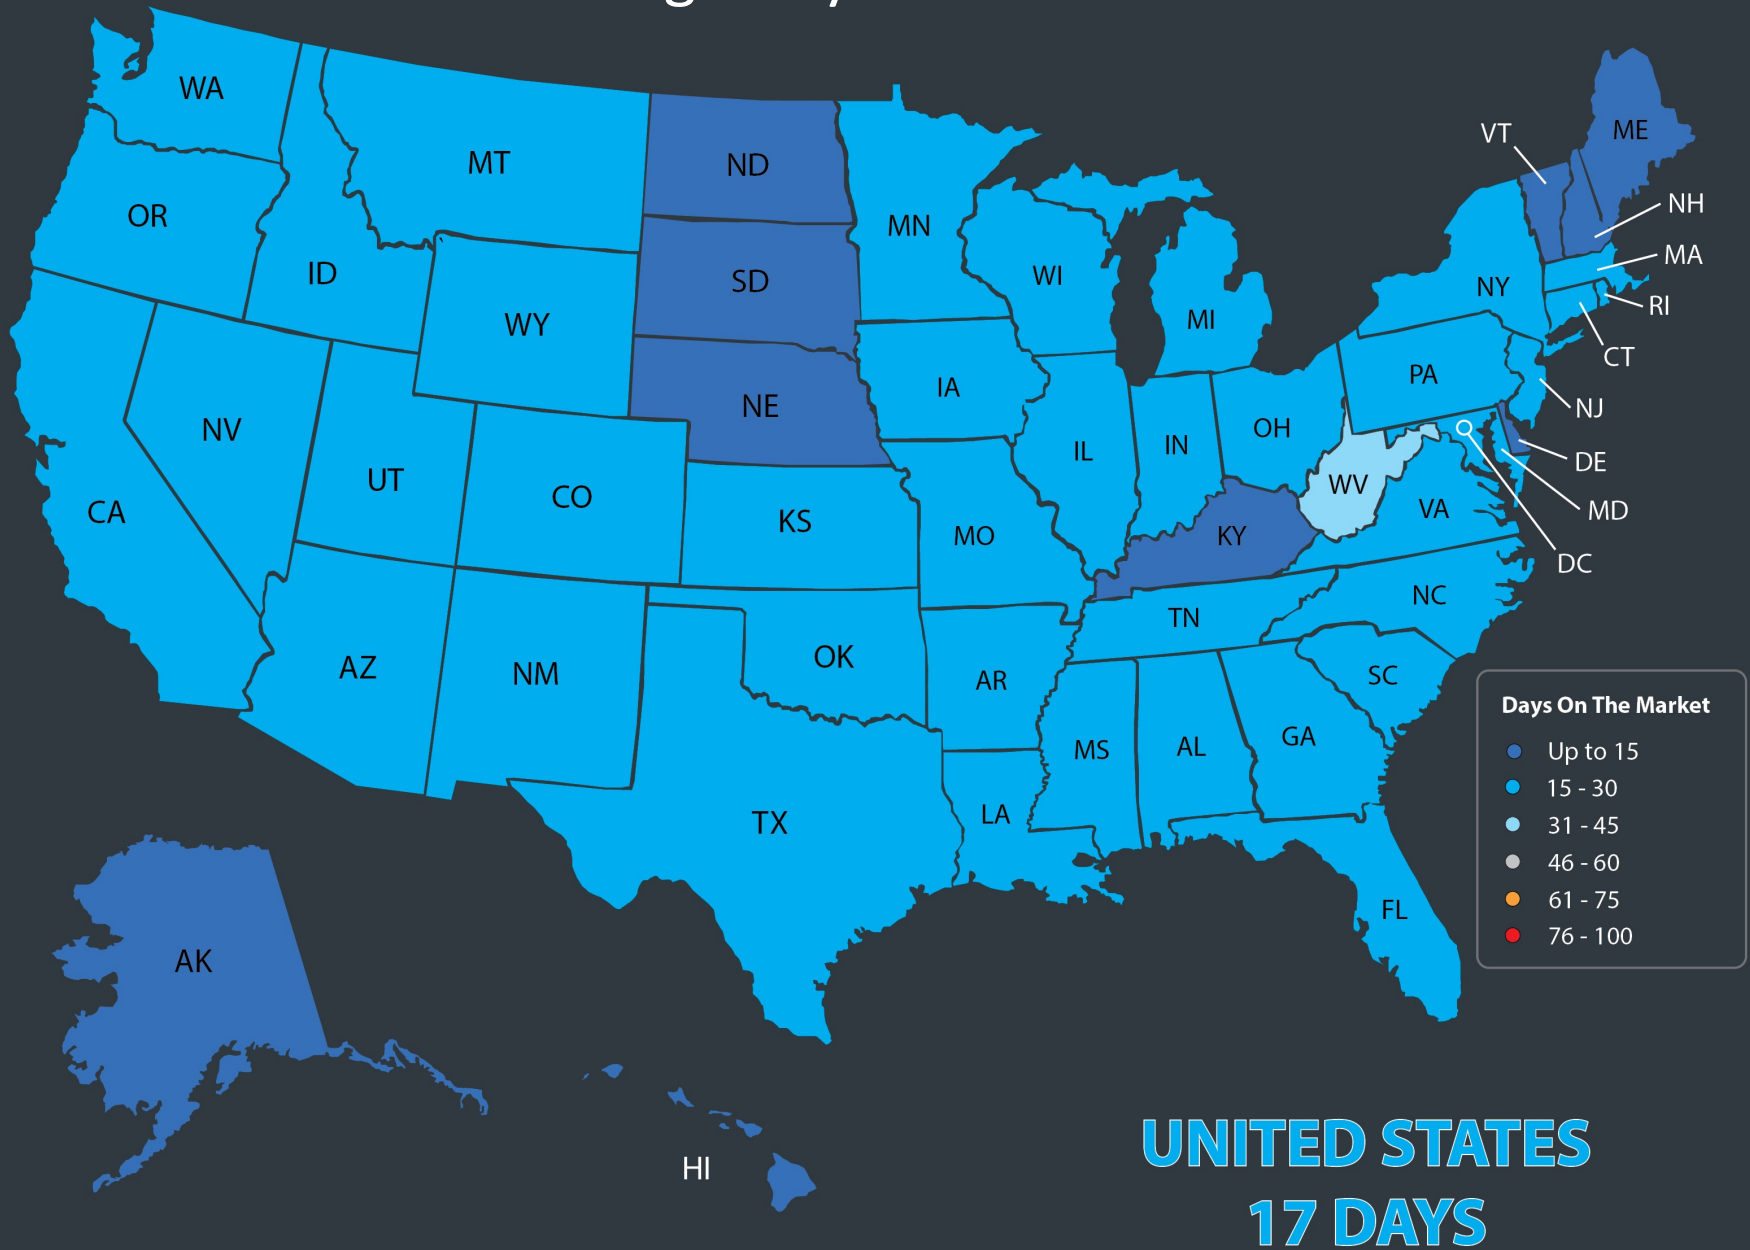 WA
MT
ND
ME
VT
OR
MN
NH
ID
SD
WI
MA
NY
WY
MI
RI
CT
IA
PA
NE
NJ
NV
OH
IL
IN
DE
UT
WV
CO
CA
KS
VA
MD
MO
KY
DC
NC
TN
AZ
NM
OK
AR
SC
GA
MS
AL
LA
TX
FL
AK
HI
Days On The Market
Up to 15
15 - 30
31 - 45
46 - 60
61 - 75
76 - 100
UNITED STATES
17 DAYS